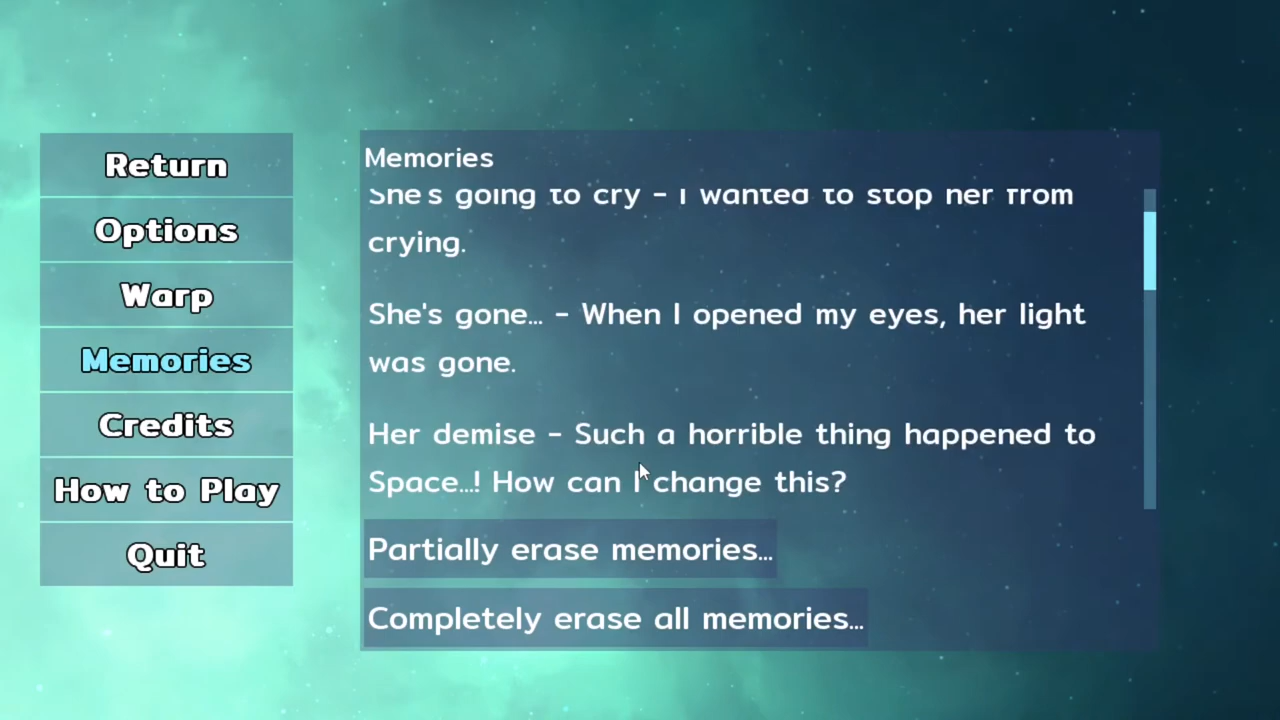 Return
Options
Warp
Memories
Credits
How to Play
Quit
Memories
She's going to cry - I wanted to stop her from
crying.
She's gone... - When I opened my eyes, her light
was gone.
Her demise - Such a horrible thing happened to
Space...! How can I change this?
Partially erase memories...
Completely erase all memories...